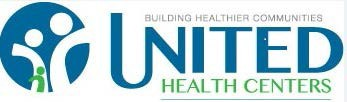 BUILDING HEALTHIER COMMUNITIES
UNITED
HEALTH CENTERS